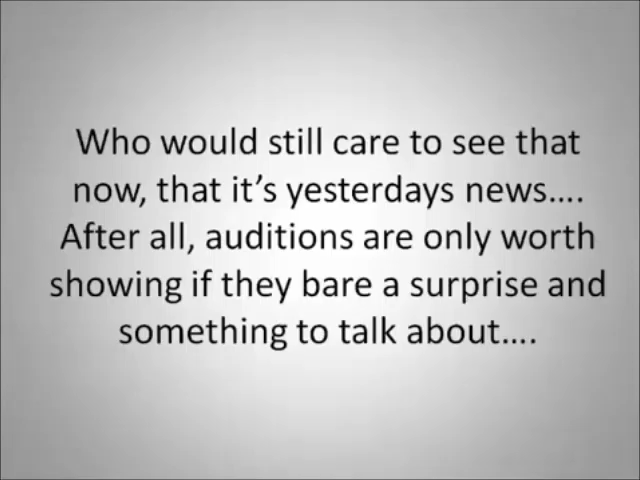 Who would still care to see that
now, that it’s yesterdays news….
After all, auditions are only worth
showing if they bare a surprise and
something to talk about….